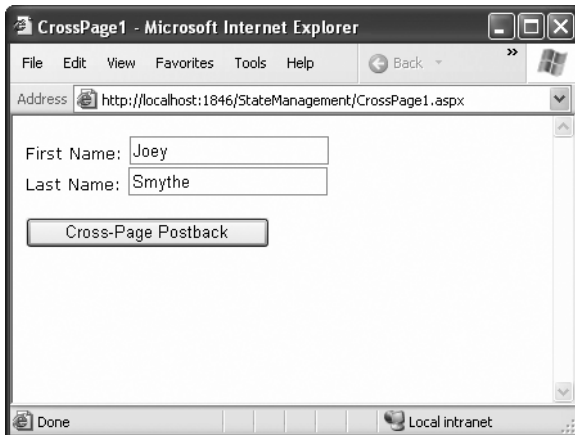 CrossPage1 - Microsoft Internet Explorer
File Edit View Favorites Tools Help Back »
Address http://localhost:1846/StateManagement/CrossPage1.aspx
First Name: Joey
Last Name: Smythe
Cross-Page Postback
Done Local intranet